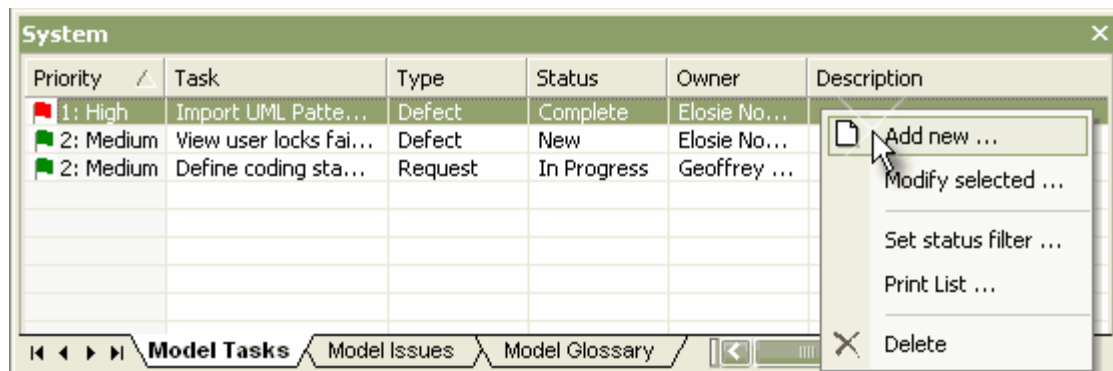 System
Priority Task Type Status Owner Description
1: High Import UML Patte... Defect Complete Elosie No...
2: Medium View user locks fai... Defect New Elosie No...
2: Medium Define coding sta... Request In Progress Geoffrey ...
Add new ...
Modify selected ...
Set status filter ...
Print List ...
Delete
Model Tasks Model Issues Model Glossary